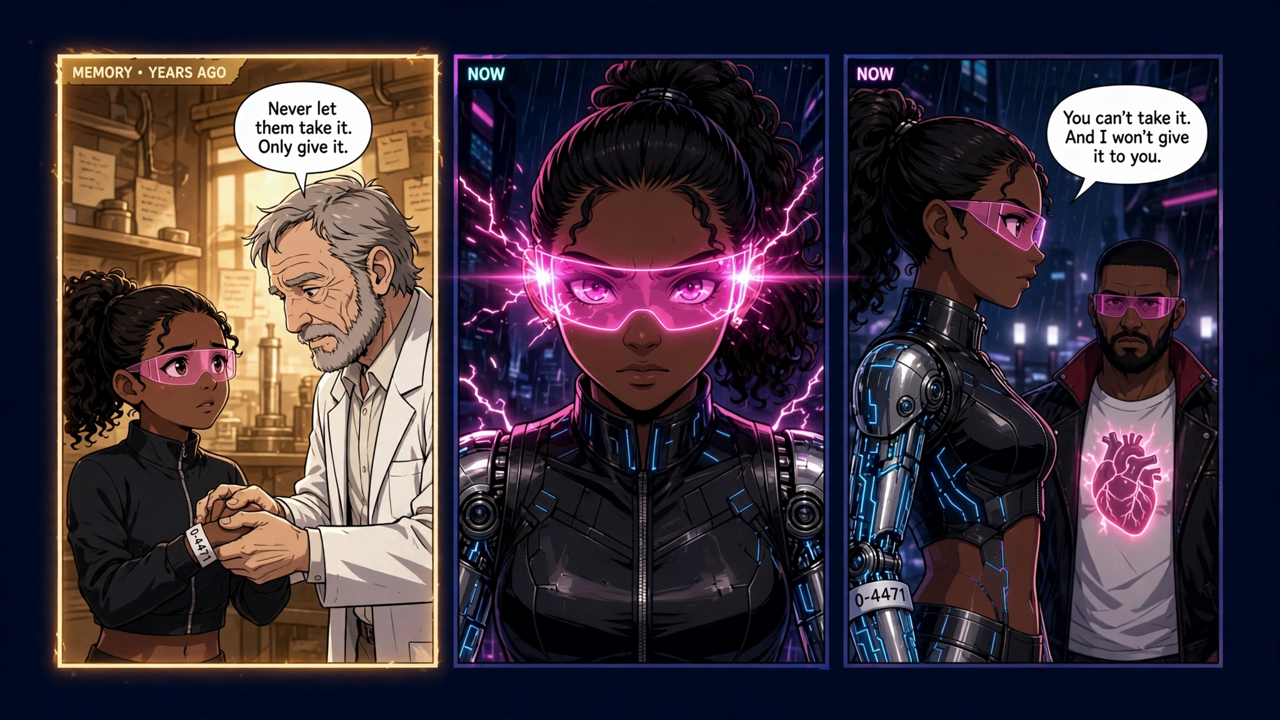 MEMORY • YEARS AGO
Never let
them take it.
Only give it.
0-4471
NOW
NOW
You can't take it.
And I won't give
it to you.
0-4471